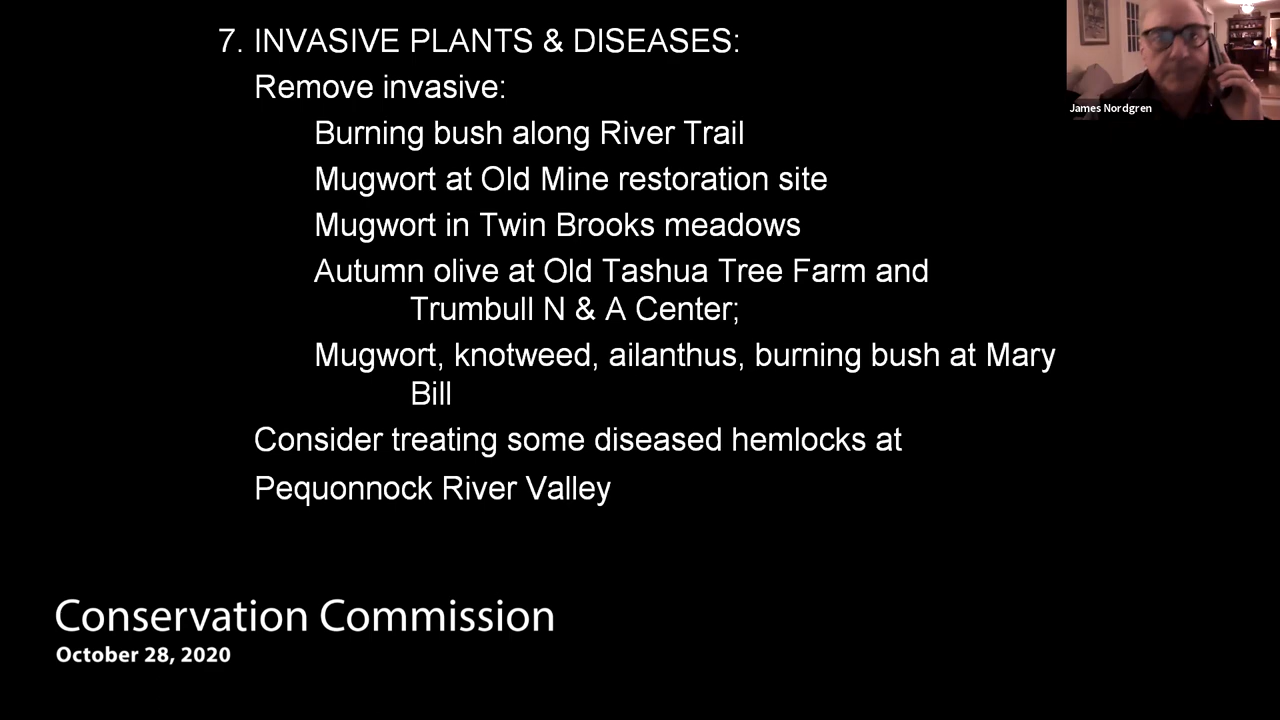 7. INVASIVE PLANTS & DISEASES:
James Nordgren
Remove invasive:
Burning bush along River Trail
Mugwort at Old Mine restoration site
Mugwort in Twin Brooks meadows
Autumn olive at Old Tashua Tree Farm and
Trumbull N & A Center;
Mugwort, knotweed, ailanthus, burning bush at Mary
Bill
Consider treating some diseased hemlocks at
Pequonnock River Valley
Conservation Commission
October 28, 2020